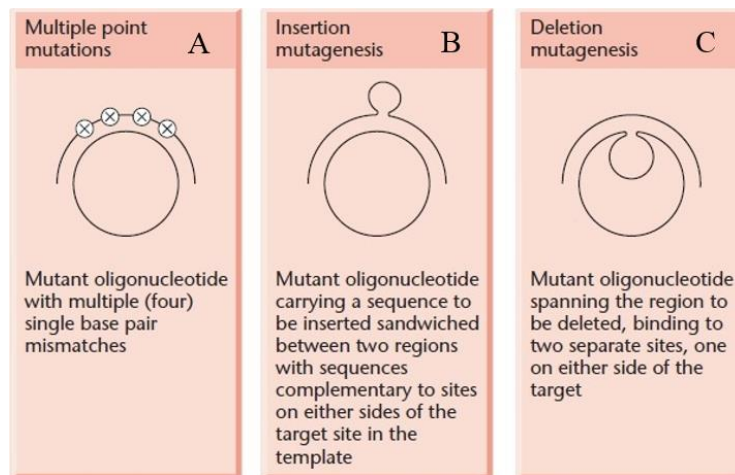 Multiple point
mutations
A
Mutant oligonucleotide
with multiple (four)
single base pair
mismatches
Insertion
mutagenesis
B
Mutant oligonucleotide
carrying a sequence to
be inserted sandwiched
between two regions
with sequences
complementary to sites
on either sides of the
target site in the
template
Deletion
mutagenesis
C
Mutant oligonucleotide
spanning the region to
be deleted, binding to
two separate sites, one
on either side of the
target